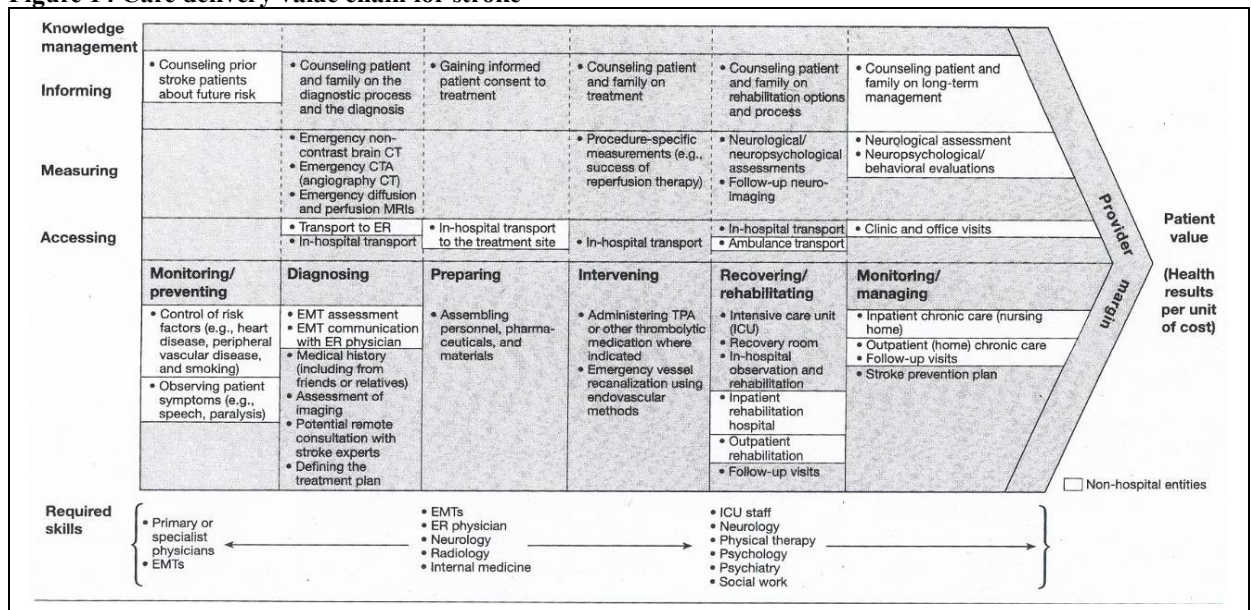 Figure 1 : Care delivery value chain for stroke
Knowledge
management
Informing
• Counseling prior
stroke patients
about future risk
• Counseling patient
and family on the
diagnostic process
and the diagnosis
• Gaining informed
patient consent to
treatment
• Counseling patient
and family on
treatment
• Counseling patient
and family on
rehabilitation options
and process
• Counseling patient and
family on long-term
management
Measuring
• Emergency non-
contrast brain CT
• Emergency CTA
(angiography CT)
• Emergency diffusion
and perfusion MRIs
• Procedure-specific
measurements (e.g.,
success of
reperfusion therapy)
• Neurological/
neuropsychological
assessments
• Follow-up neuro-
imaging
• Neurological assessment
• Neuropsychological/
behavioral evaluations
Accessing
• Transport to ER
• In-hospital transport
• In-hospital transport
to the treatment site
• In-hospital transport
• In-hospital transport
• Ambulance transport
• Clinic and office visits
Monitoring/
preventing
• Control of risk
factors (e.g., heart
disease, peripheral
vascular disease,
and smoking)
• Observing patient
symptoms (e.g.,
speech, paralysis)
Diagnosing
• EMT assessment
• EMT communication
with ER physician
• Medical history
(including from
friends or relatives)
• Assessment of
imaging
• Potential remote
consultation with
stroke experts
• Defining the
treatment plan
Preparing
• Assembling
personnel, pharma-
ceuticals, and
materials
Intervening
• Administering TPA
or other thrombolytic
medication where
indicated
• Emergency vessel
recanalization using
endovascular
methods
Recovering/
rehabilitating
• Intensive care unit
(ICU)
• Recovery room
• In-hospital
observation and
rehabilitation
• Inpatient
rehabilitation
hospital
• Outpatient
rehabilitation
• Follow-up visits
Monitoring/
managing
• Inpatient chronic care (nursing
home)
• Outpatient (home) chronic care
• Follow-up visits
• Stroke prevention plan
Provider
margin
Patient
value
(Health
results
per unit
of cost)
Non-hospital entities
Required
skills
• Primary or
specialist
physicians
• EMTs
• EMTs
• ER physician
• Neurology
• Radiology
• Internal medicine
• ICU staff
• Neurology
• Physical therapy
• Psychology
• Psychiatry
• Social work